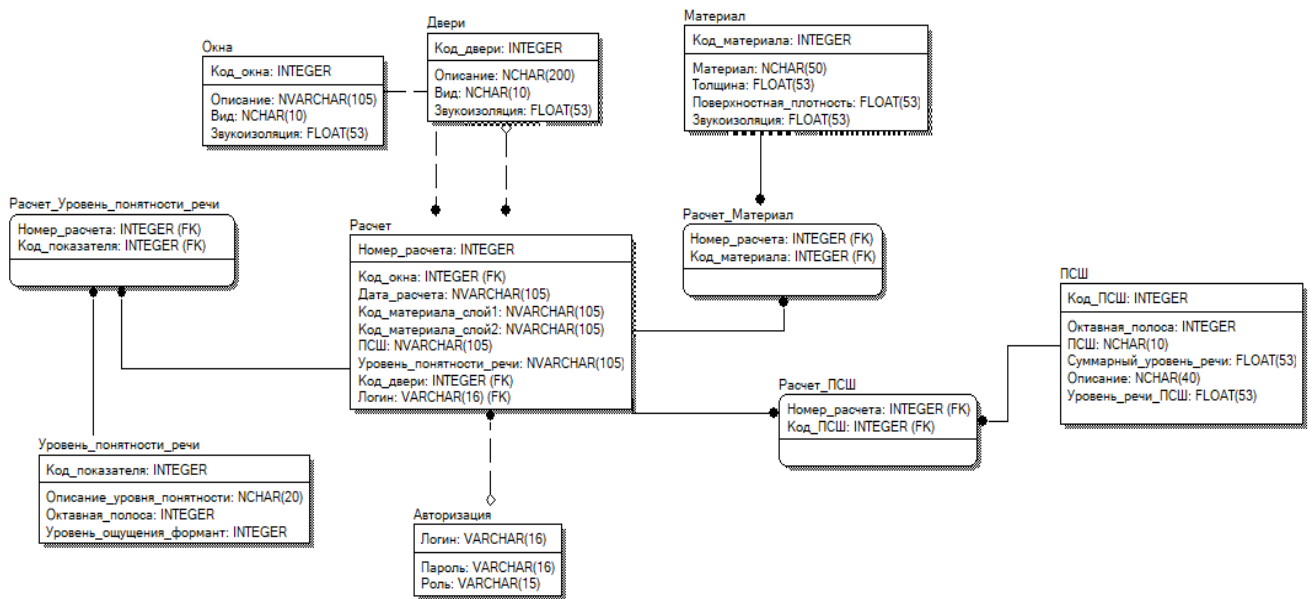 Окна
Код_окна: INTEGER
Описание: NVARCHAR(105)
Вид: NCHAR(10)
Звукоизоляция: FLOAT(53)
Двери
Код_двери: INTEGER
Описание: NCHAR(200)
Вид: NCHAR(10)
Звукоизоляция: FLOAT(53)
Материал
Код_материала: INTEGER
Материал: NCHAR(50)
Толщина: FLOAT(53)
Поверхностная_плотность: FLOAT(53)
Звукоизоляция: FLOAT(53)
Расчет_Уровень_понятности_речи
Номер_расчета: INTEGER (FK)
Код_показателя: INTEGER (FK)
Расчет
Номер_расчета: INTEGER
Код_окна: INTEGER (FK)
Дата_расчета: NVARCHAR(105)
Код_материала_слой1: NVARCHAR(105)
Код_материала_слой2: NVARCHAR(105)
ПСШ: NVARCHAR(105)
Уровень_понятности_речи: NVARCHAR(105)
Код_двери: INTEGER (FK)
Логин: VARCHAR(16) (FK)
Расчет_Материал
Номер_расчета: INTEGER (FK)
Код_материала: INTEGER (FK)
ПСШ
Код_ПСШ: INTEGER
Октавная_полоса: INTEGER
ПСШ: NCHAR(10)
Суммарный_уровень_речи: FLOAT(53)
Описание: NCHAR(40)
Уровень_речи_ПСШ: FLOAT(53)
Расчет_ПСШ
Номер_расчета: INTEGER (FK)
Код_ПСШ: INTEGER (FK)
Уровень_понятности_речи
Код_показателя: INTEGER
Описание_уровня_понятности: NCHAR(20)
Октавная_полоса: INTEGER
Уровень_ощущения_формант: INTEGER
Авторизация
Логин: VARCHAR(16)
Пароль: VARCHAR(16)
Роль: VARCHAR(15)